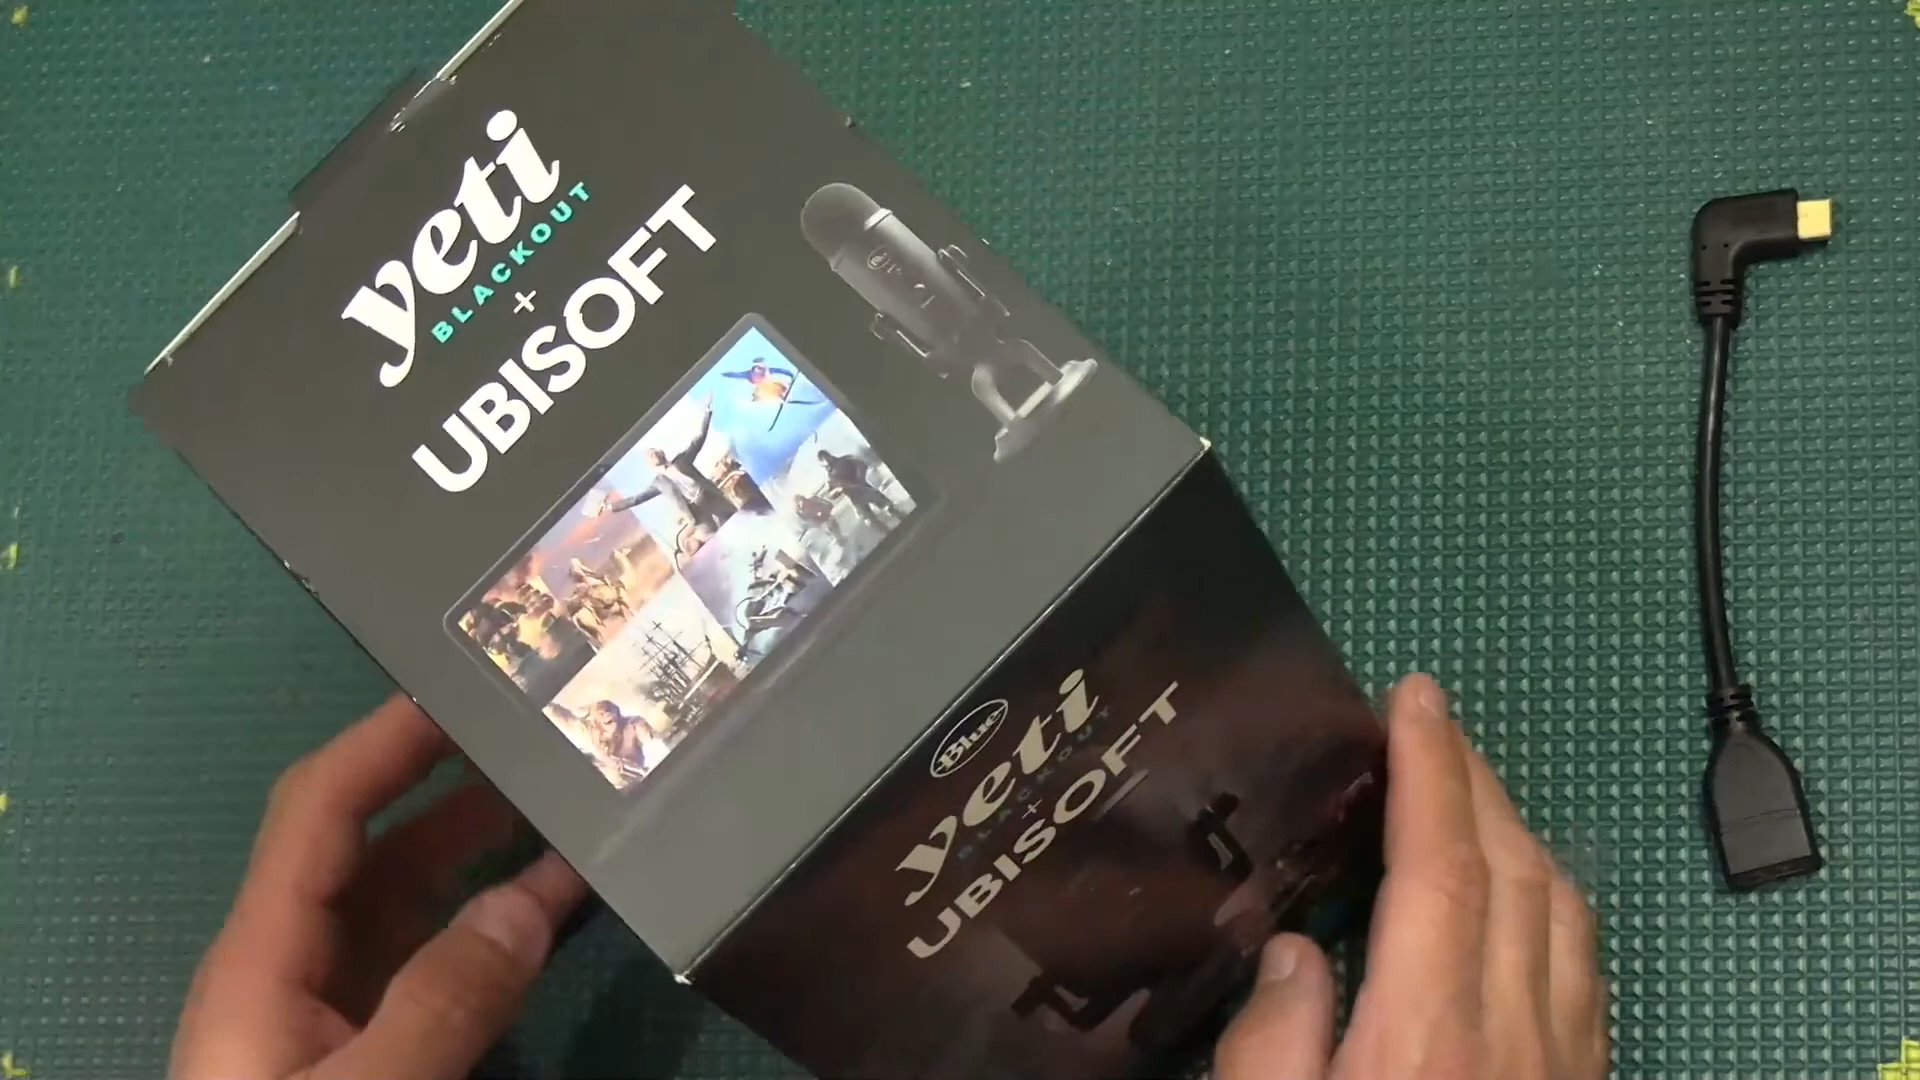 yeti
BLACKOUT
+
UBISOFT
Blue
yeti
BLACKOUT
+
UBISOFT